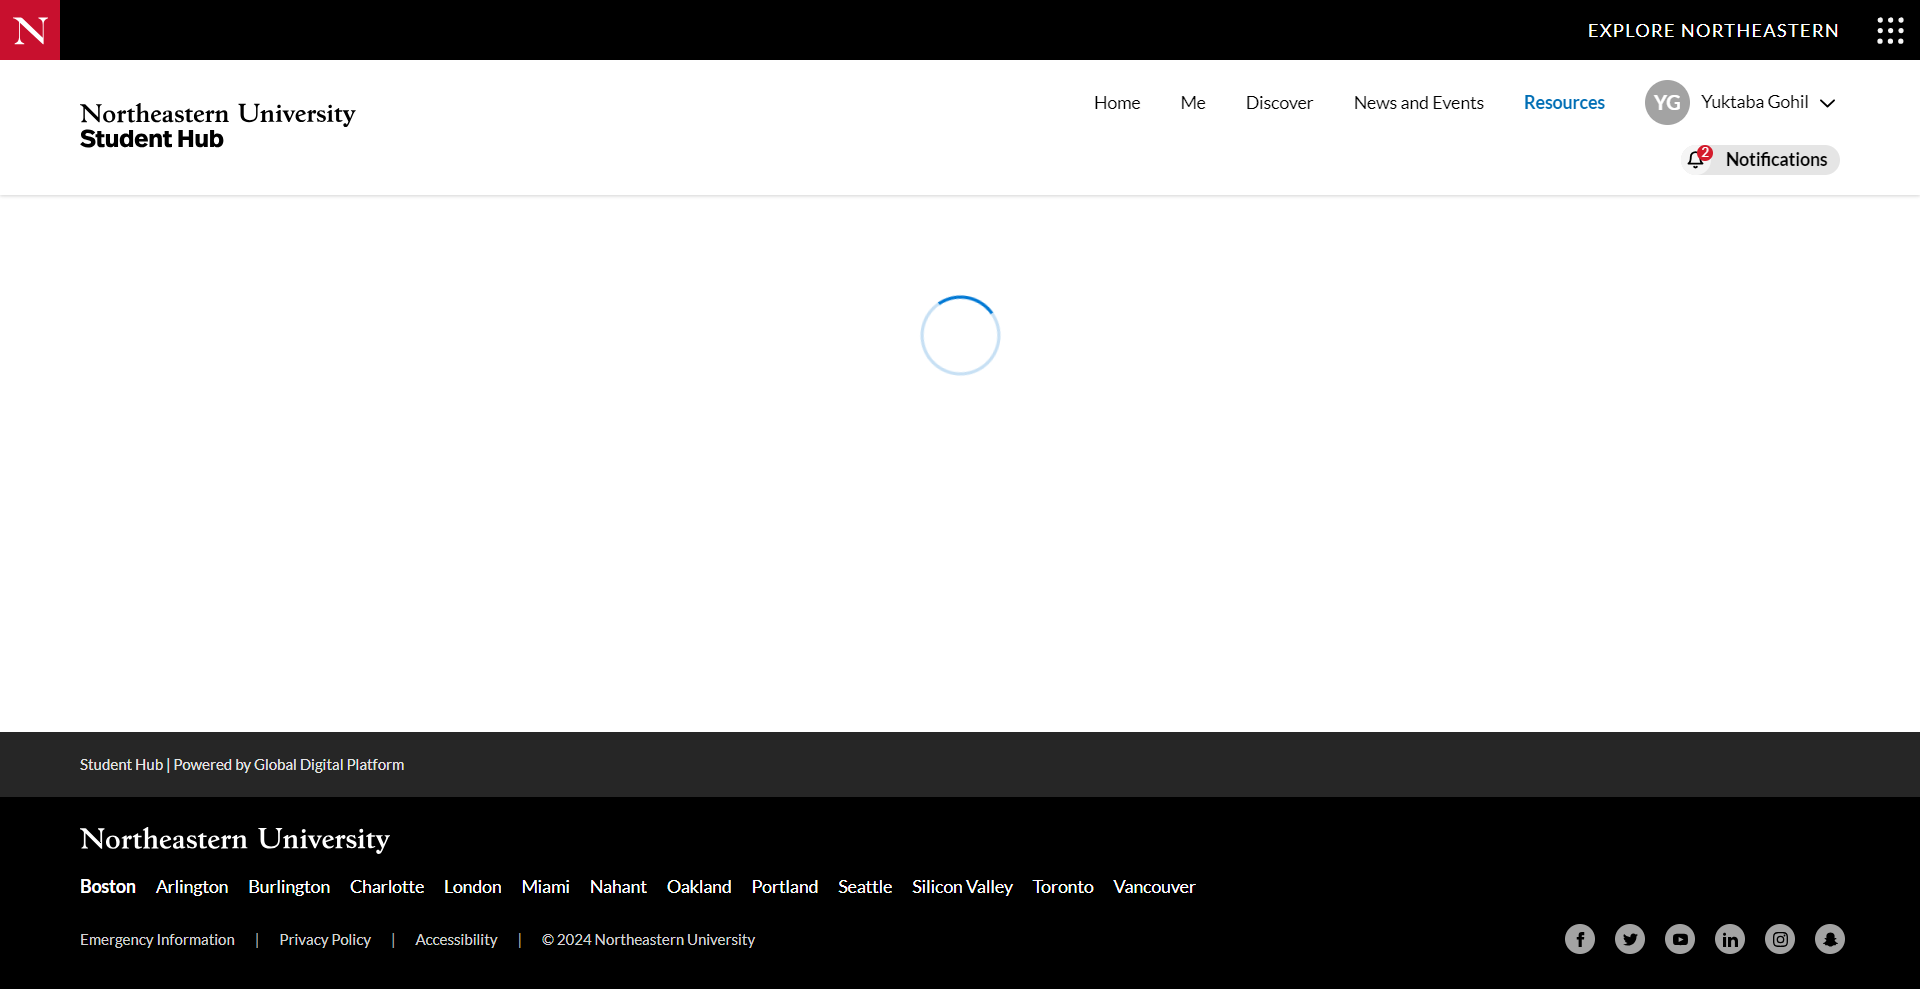 N
EXPLORE NORTHEASTERN
Northeastern University
Student Hub
Home Me Discover News and Events Resources YG Yuktaba Gohil
2 Notifications
Student Hub | Powered by Global Digital Platform
Northeastern University
Boston Arlington Burlington Charlotte London Miami Nahant Oakland Portland Seattle Silicon Valley Toronto Vancouver
Emergency Information | Privacy Policy | Accessibility | © 2024 Northeastern University